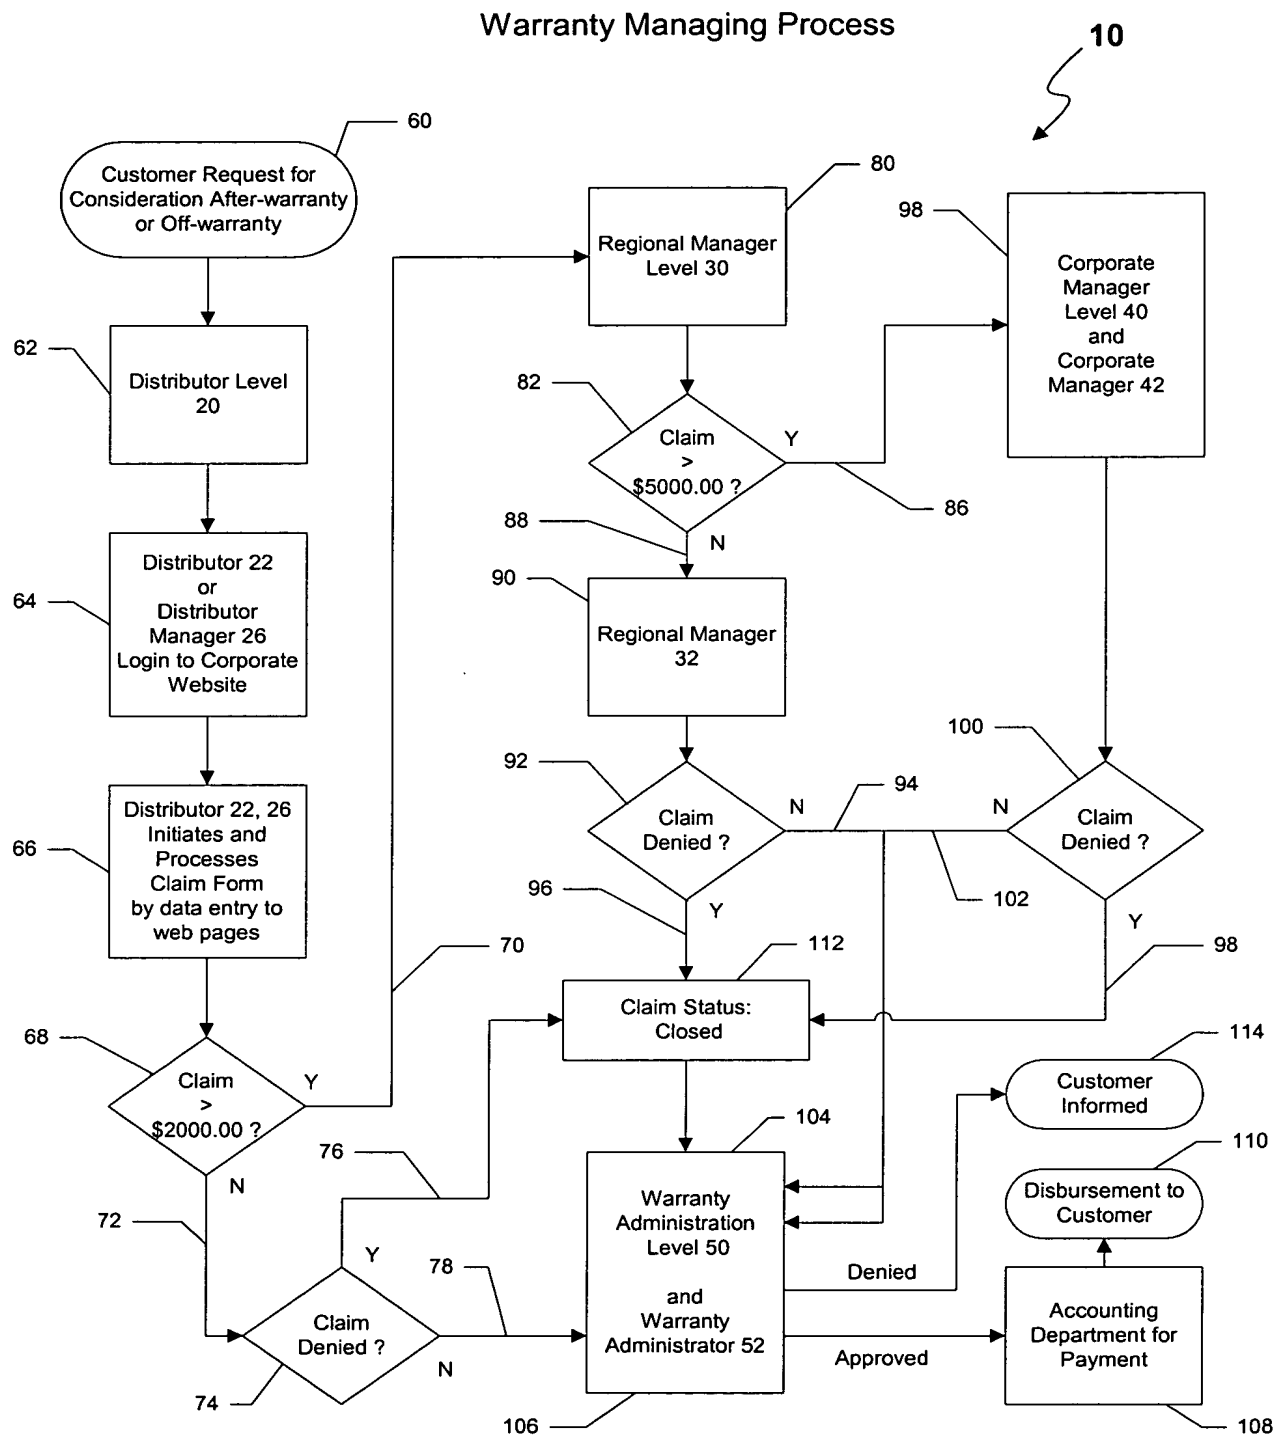 Warranty Managing Process
10
60
Customer Request for
Consideration After-warranty
or Off-warranty
62
Distributor Level
20
64
Distributor 22
or
Distributor
Manager 26
Login to Corporate
Website
66
Distributor 22, 26
Initiates and
Processes
Claim Form
by data entry to
web pages
68
Claim
>
$2000.00 ?
Y
N
70
72
74
Claim
Denied ?
Y
N
76
78
80
Regional Manager
Level 30
82
Claim
>
$5000.00 ?
Y
N
86
88
90
Regional Manager
32
92
Claim
Denied ?
N
Y
94
96
98
Corporate
Manager
Level 40
and
Corporate
Manager 42
100
Claim
Denied ?
N
Y
102
98
112
Claim Status:
Closed
104
Warranty
Administration
Level 50
and
Warranty
Administrator 52
106
Denied
Approved
114
Customer
Informed
110
Disbursement to
Customer
Accounting
Department for
Payment
108